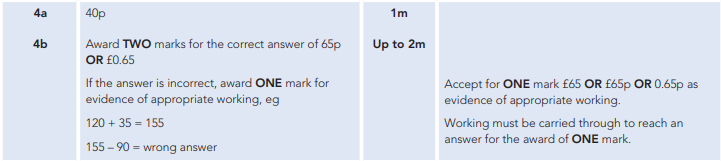 4a 40p 1m
4b Award TWO marks for the correct answer of 65p Up to 2m
OR £0.65
If the answer is incorrect, award ONE mark for Accept for ONE mark £65 OR £65p OR 0.65p as
evidence of appropriate working, eg evidence of appropriate working.
120 + 35 = 155 Working must be carried through to reach an
155 – 90 = wrong answer answer for the award of ONE mark.